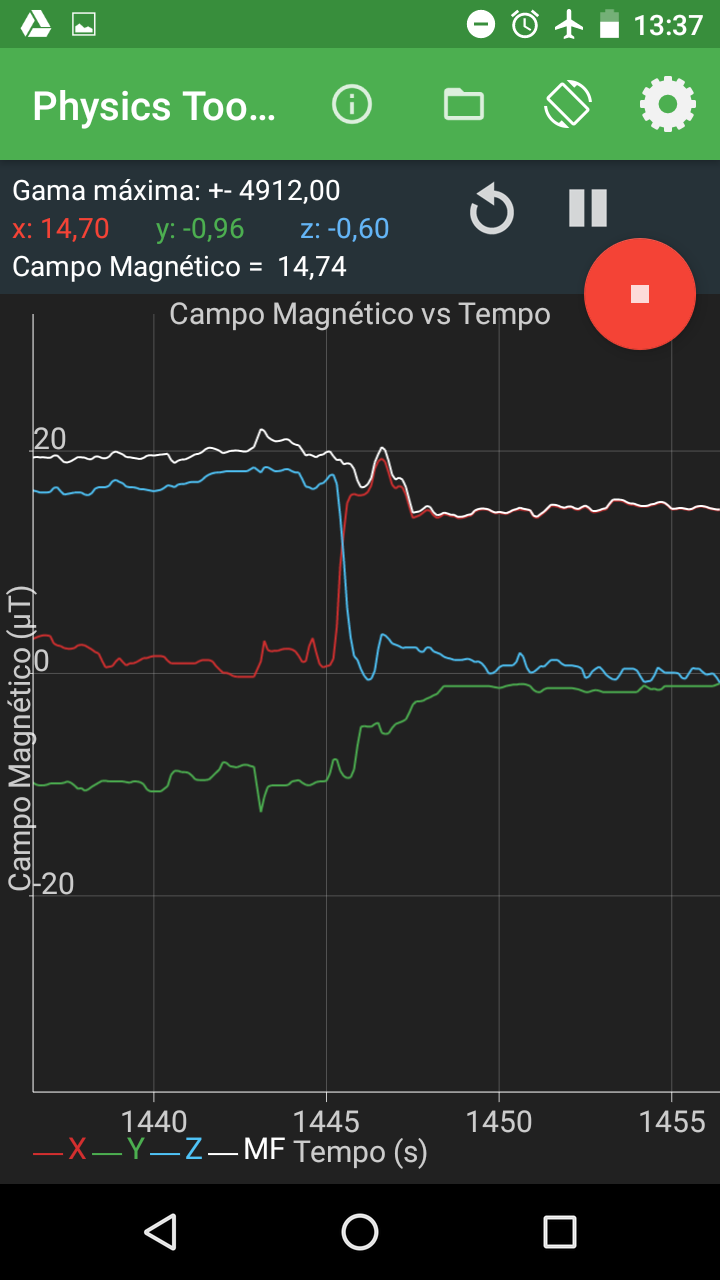 13:37
Physics Too...
Gama máxima: +- 4912,00
x: 14,70 y: -0,96 z: -0,60
Campo Magnético = 14,74
Campo Magnético vs Tempo
20
0
-20
Campo Magnético (µT)
1440 1445 1450 1455
X Y Z MF Tempo (s)